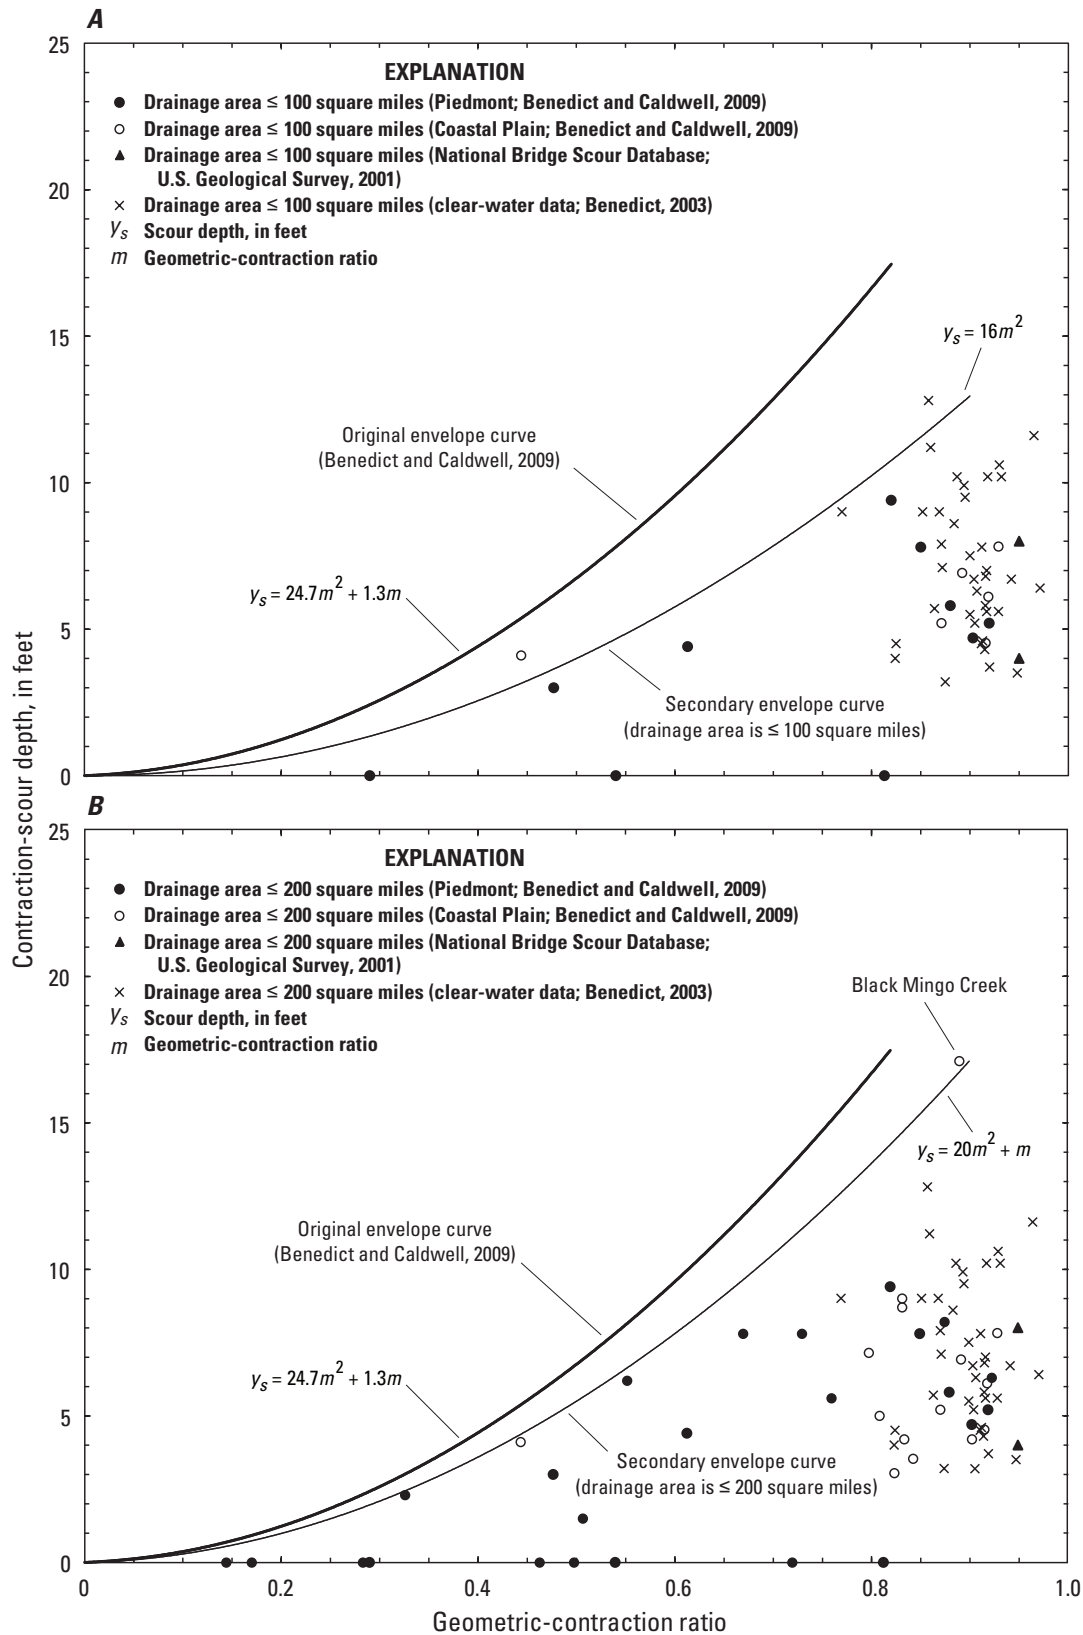 A
25
20
15
10
5
0
EXPLANATION
Drainage area ≤ 100 square miles (Piedmont; Benedict and Caldwell, 2009)
Drainage area ≤ 100 square miles (Coastal Plain; Benedict and Caldwell, 2009)
Drainage area ≤ 100 square miles (National Bridge Scour Database;
U.S. Geological Survey, 2001)
Drainage area ≤ 100 square miles (clear-water data; Benedict, 2003)
yₛ Scour depth, in feet
m Geometric-contraction ratio
yₛ = 16m²
Original envelope curve
(Benedict and Caldwell, 2009)
yₛ = 24.7m² + 1.3m
Secondary envelope curve
(drainage area is ≤ 100 square miles)
Contraction-scour depth, in feet
B
25
20
15
10
5
0
EXPLANATION
Drainage area ≤ 200 square miles (Piedmont; Benedict and Caldwell, 2009)
Drainage area ≤ 200 square miles (Coastal Plain; Benedict and Caldwell, 2009)
Drainage area ≤ 200 square miles (National Bridge Scour Database;
U.S. Geological Survey, 2001)
Drainage area ≤ 200 square miles (clear-water data; Benedict, 2003)
yₛ Scour depth, in feet
m Geometric-contraction ratio
Black Mingo Creek
yₛ = 20m² + m
Original envelope curve
(Benedict and Caldwell, 2009)
yₛ = 24.7m² + 1.3m
Secondary envelope curve
(drainage area is ≤ 200 square miles)
0 0.2 0.4 0.6 0.8 1.0
Geometric-contraction ratio